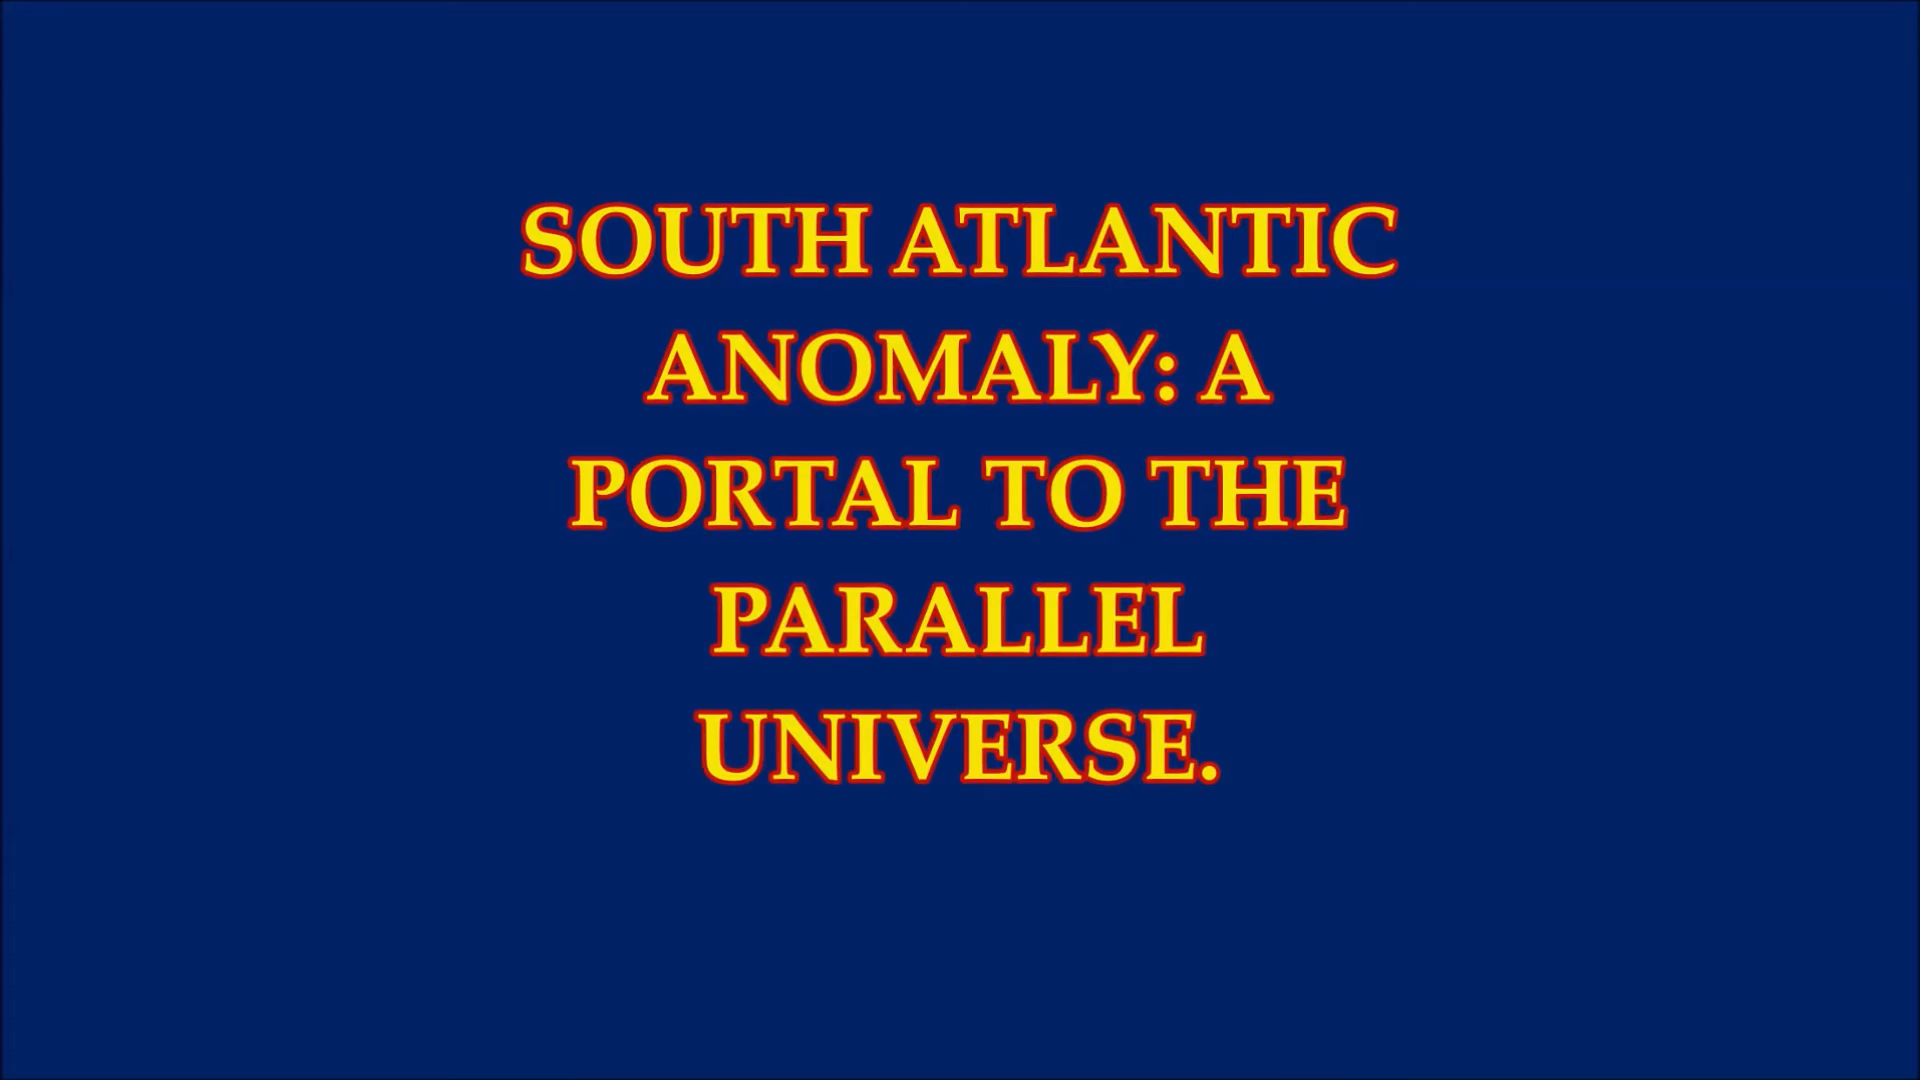 SOUTH ATLANTIC
ANOMALY: A
PORTAL TO THE
PARALLEL
UNIVERSE.